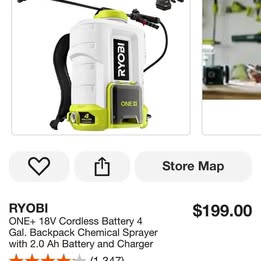 RYOBI
ONE+
4
Store Map
RYOBI
$199.00
ONE+ 18V Cordless Battery 4
Gal. Backpack Chemical Sprayer
with 2.0 Ah Battery and Charger
(1,347)